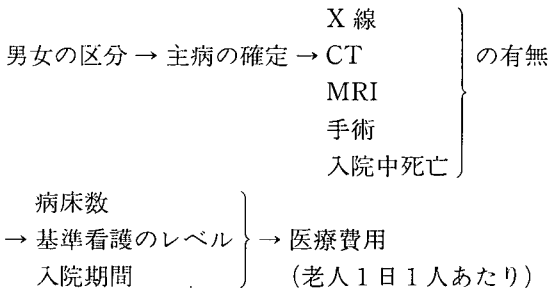 X 線
男女の区分 → 主病の確定 → CT の有無
MRI
手術
入院中死亡
病床数
→ 基準看護のレベル → 医療費用
入院期間 (老人1日1人あたり)